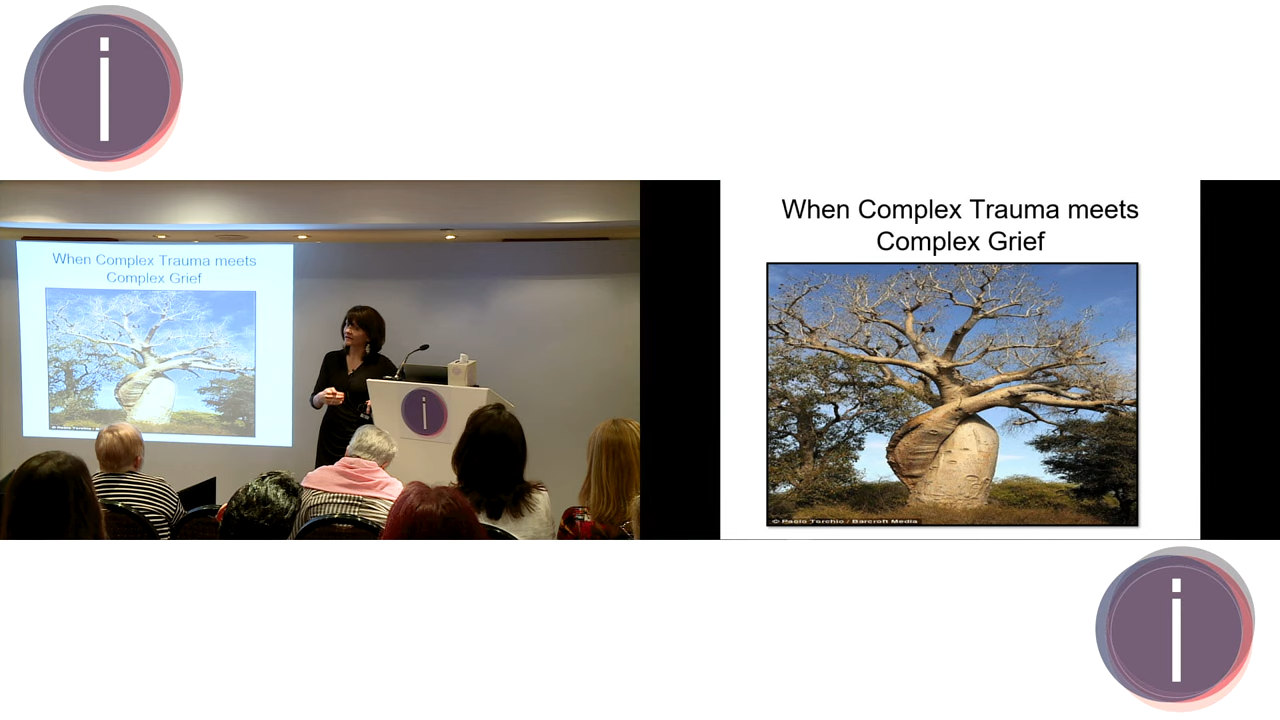 i
When Complex Trauma meets
Complex Grief
i
When Complex Trauma meets
Complex Grief
© Paolo Torchio / Barcroft Media
i